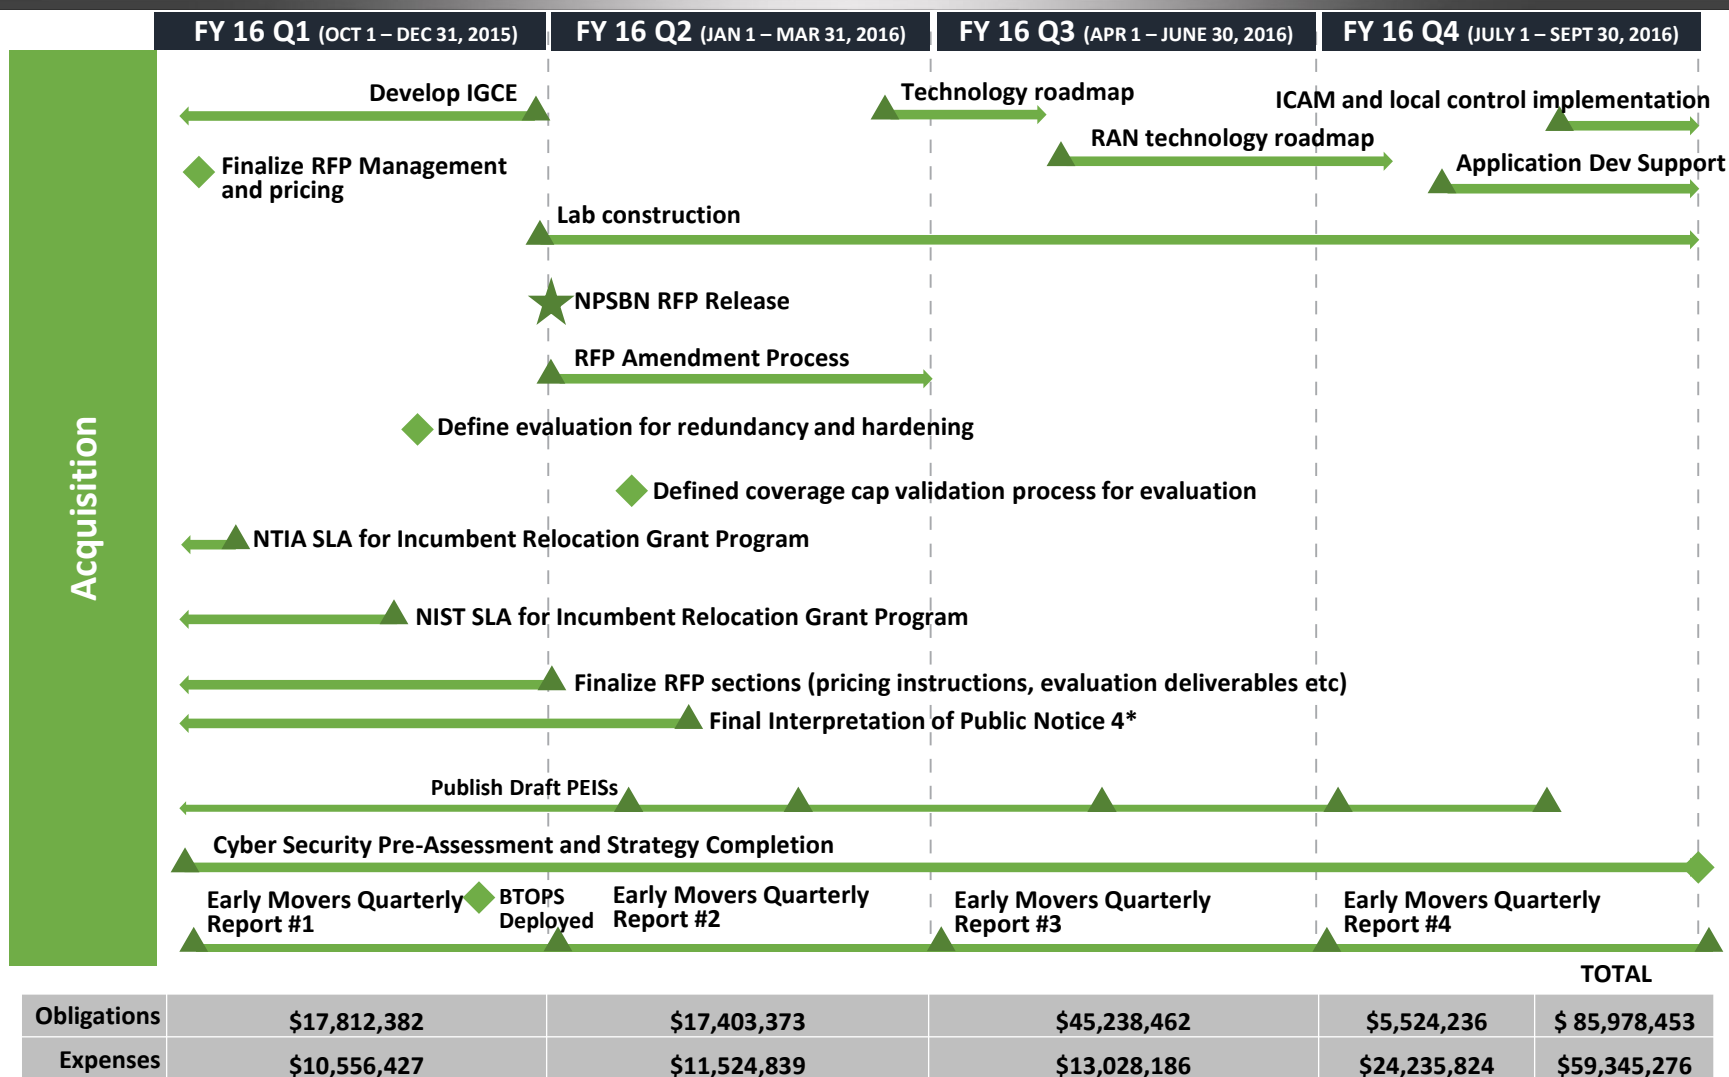 FY 16 Q1 (OCT 1 – DEC 31, 2015)
FY 16 Q2 (JAN 1 – MAR 31, 2016)
FY 16 Q3 (APR 1 – JUNE 30, 2016)
FY 16 Q4 (JULY 1 – SEPT 30, 2016)
Acquisition
Develop IGCE
Technology roadmap
ICAM and local control implementation
RAN technology roadmap
Finalize RFP Management
and pricing
Application Dev Support
Lab construction
NPSBN RFP Release
RFP Amendment Process
Define evaluation for redundancy and hardening
Defined coverage cap validation process for evaluation
NTIA SLA for Incumbent Relocation Grant Program
NIST SLA for Incumbent Relocation Grant Program
Finalize RFP sections (pricing instructions, evaluation deliverables etc)
Final Interpretation of Public Notice 4*
Publish Draft PEISs
Cyber Security Pre-Assessment and Strategy Completion
Early Movers Quarterly
Report #1
BTOPS
Deployed
Early Movers Quarterly
Report #2
Early Movers Quarterly
Report #3
Early Movers Quarterly
Report #4
TOTAL
Obligations $17,812,382 $17,403,373 $45,238,462 $5,524,236 $ 85,978,453
Expenses $10,556,427 $11,524,839 $13,028,186 $24,235,824 $59,345,276